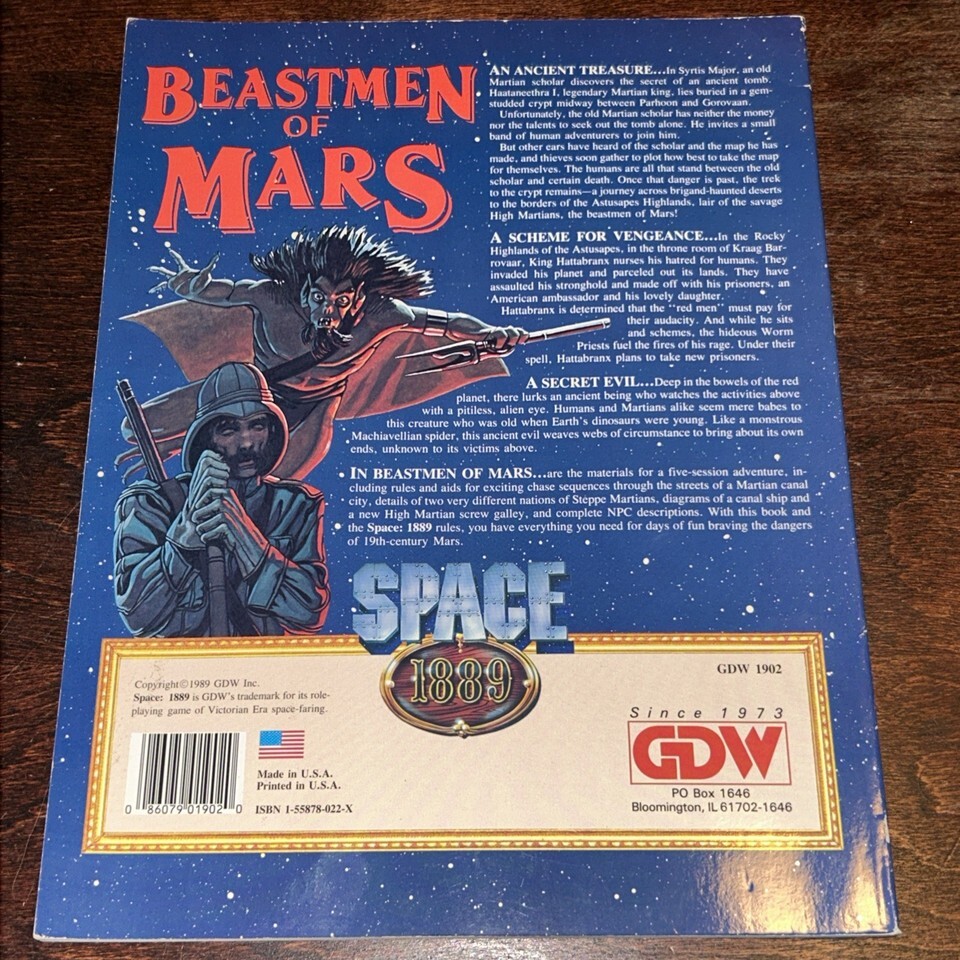 BEASTMEN
OF
MARS
AN ANCIENT TREASURE...In Syrtis Major, an old
Martian scholar discovers the secret of an ancient tomb.
Haataneethra I, legendary Martian king, lies buried in a gem-
studded crypt midway between Parhoon and Gorovaan.
Unfortunately, the old Martian scholar has neither the money
nor the talents to seek out the tomb alone. He invites a small
band of human adventurers to join him.
But other ears have heard of the scholar and the map he has
made, and thieves soon gather to plot how best to take the map
for themselves. The humans are all that stand between the old
scholar and certain death. Once that danger is past, the trek
to the crypt remains—a journey across brigand-haunted deserts
to the borders of the Astusapes Highlands, lair of the savage
High Martians, the beastmen of Mars!
A SCHEME FOR VENGEANCE...In the Rocky
Highlands of the Astusapes, in the throne room of Kraag Bar-
rovaar, King Hattabranx nurses his hatred for humans. They
invaded his planet and parceled out its lands. They have
assaulted his stronghold and made off with his prisoners, an
American ambassador and his lovely daughter.
Hattabranx is determined that the "red men" must pay for
their audacity. And while he sits
and schemes, the hideous Worm
Priests fuel the fires of his rage. Under their
spell, Hattabranx plans to take new prisoners.
A SECRET EVIL...Deep in the bowels of the red
planet, there lurks an ancient being who watches the activities above
with a pitiless, alien eye. Humans and Martians alike seem mere babes to
this creature who was old when Earth's dinosaurs were young. Like a monstrous
Machiavellian spider, this ancient evil weaves webs of circumstance to bring about its own
ends, unknown to its victims above.
IN BEASTMEN OF MARS...are the materials for a five-session adventure, in-
cluding rules and aids for exciting chase sequences through the streets of a Martian canal
city, details of two very different nations of Steppe Martians, diagrams of a canal ship and
a new High Martian screw galley, and complete NPC descriptions. With this book and
the Space: 1889 rules, you have everything you need for days of fun braving the dangers
of 19th-century Mars.
SPACE
1889
GDW 1902
Copyright©1989 GDW Inc.
Space: 1889 is GDW's trademark for its role-
playing game of Victorian Era space-faring.
Since 1973
GDW
PO Box 1646
Bloomington, IL 61702-1646
Made in U.S.A.
Printed in U.S.A.
ISBN 1-55878-022-X
0 86079 01902 0